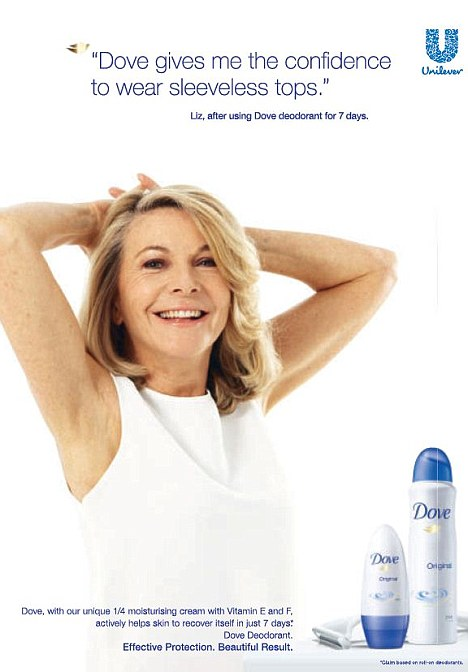 "Dove gives me the confidence
to wear sleeveless tops."
Unilever
Liz, after using Dove deodorant for 7 days.
Dove
Original
Dove
Original
Dove, with our unique 1/4 moisturising cream with Vitamin E and F,
actively helps skin to recover itself in just 7 days.*
Dove Deodorant.
Effective Protection. Beautiful Result.
*Claim based on roll-on deodorants.